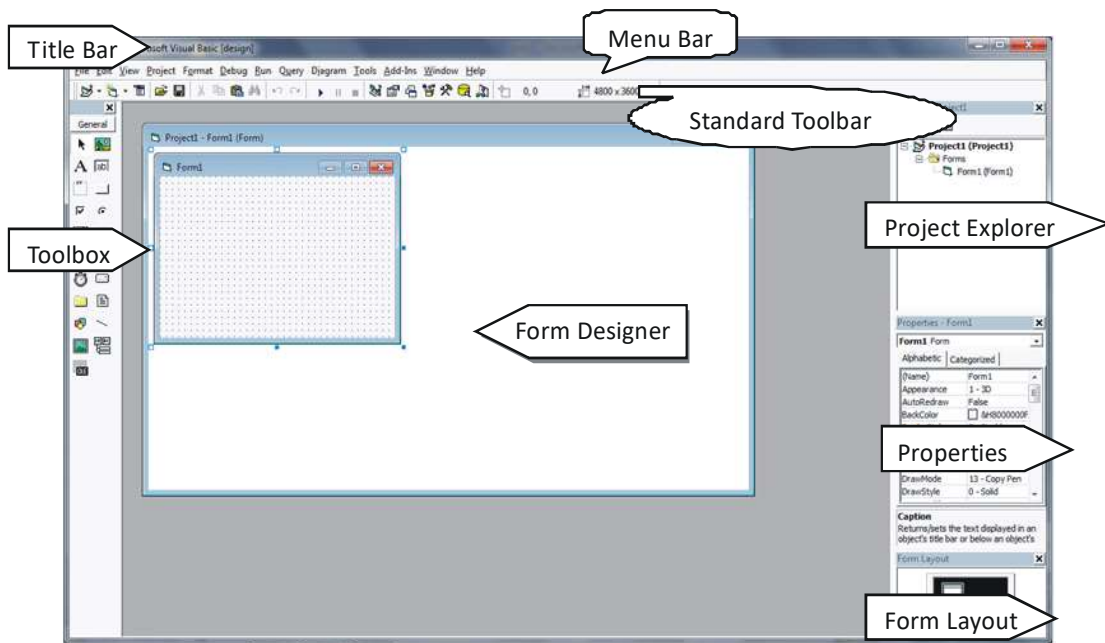 Title Bar
soft Visual Basic [design]
Menu Bar
File Edit View Project Format Debug Run Query Diagram Tools Add-Ins Window Help
0, 0
4800 x 3600
Standard Toolbar
General
Project1 - Form1 (Form)
Form1
Project1 (Project1)
Forms
Form1 (Form1)
Project Explorer
Toolbox
Form Designer
Properties - Form1
Form1 Form
Alphabetic Categorized
(Name) Form1
Appearance 1 - 3D
AutoRedraw False
BackColor &H8000000F
Properties
DrawMode 13 - Copy Pen
DrawStyle 0 - Solid
Caption
Returns/sets the text displayed in an
object's title bar or below an object's
Form Layout
Form Layout